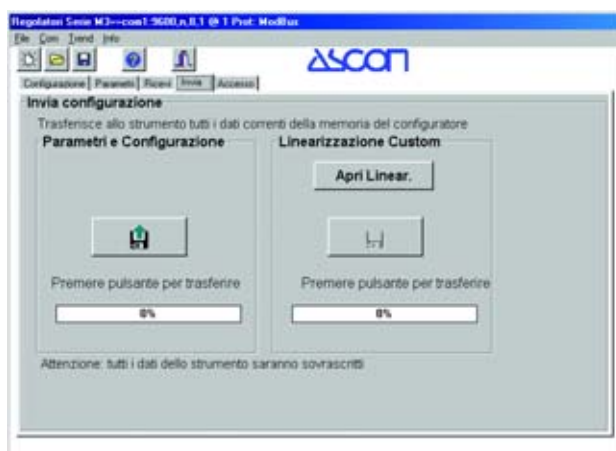 Regolatori Serie M3--com1:9600,n,8,1 @ 1 Prot: ModBus
File Com Trend Info
ASCON
Configurazione Parametri Ricevi Invia Accesso
Invia configurazione
Trasferisce allo strumento tutti i dati correnti della memoria del configuratore
Parametri e Configurazione Linearizzazione Custom
Apri Linear.
Premere pulsante per trasferire Premere pulsante per trasferire
0% 0%
Attenzione: tutti i dati dello strumento saranno sovrascritti